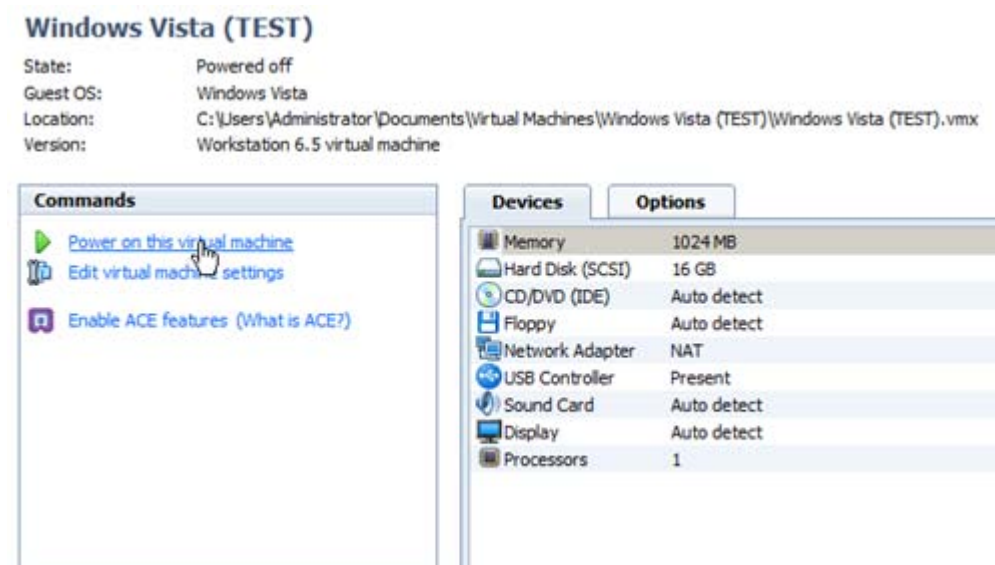 Windows Vista (TEST)
State: Powered off
Guest OS: Windows Vista
Location: C:\Users\Administrator\Documents\Virtual Machines\Windows Vista (TEST)\Windows Vista (TEST).vmx
Version: Workstation 6.5 virtual machine
Commands
Power on this virtual machine
Edit virtual machine settings
Enable ACE features (What is ACE?)
Devices Options
Memory 1024 MB
Hard Disk (SCSI) 16 GB
CD/DVD (IDE) Auto detect
Floppy Auto detect
Network Adapter NAT
USB Controller Present
Sound Card Auto detect
Display Auto detect
Processors 1